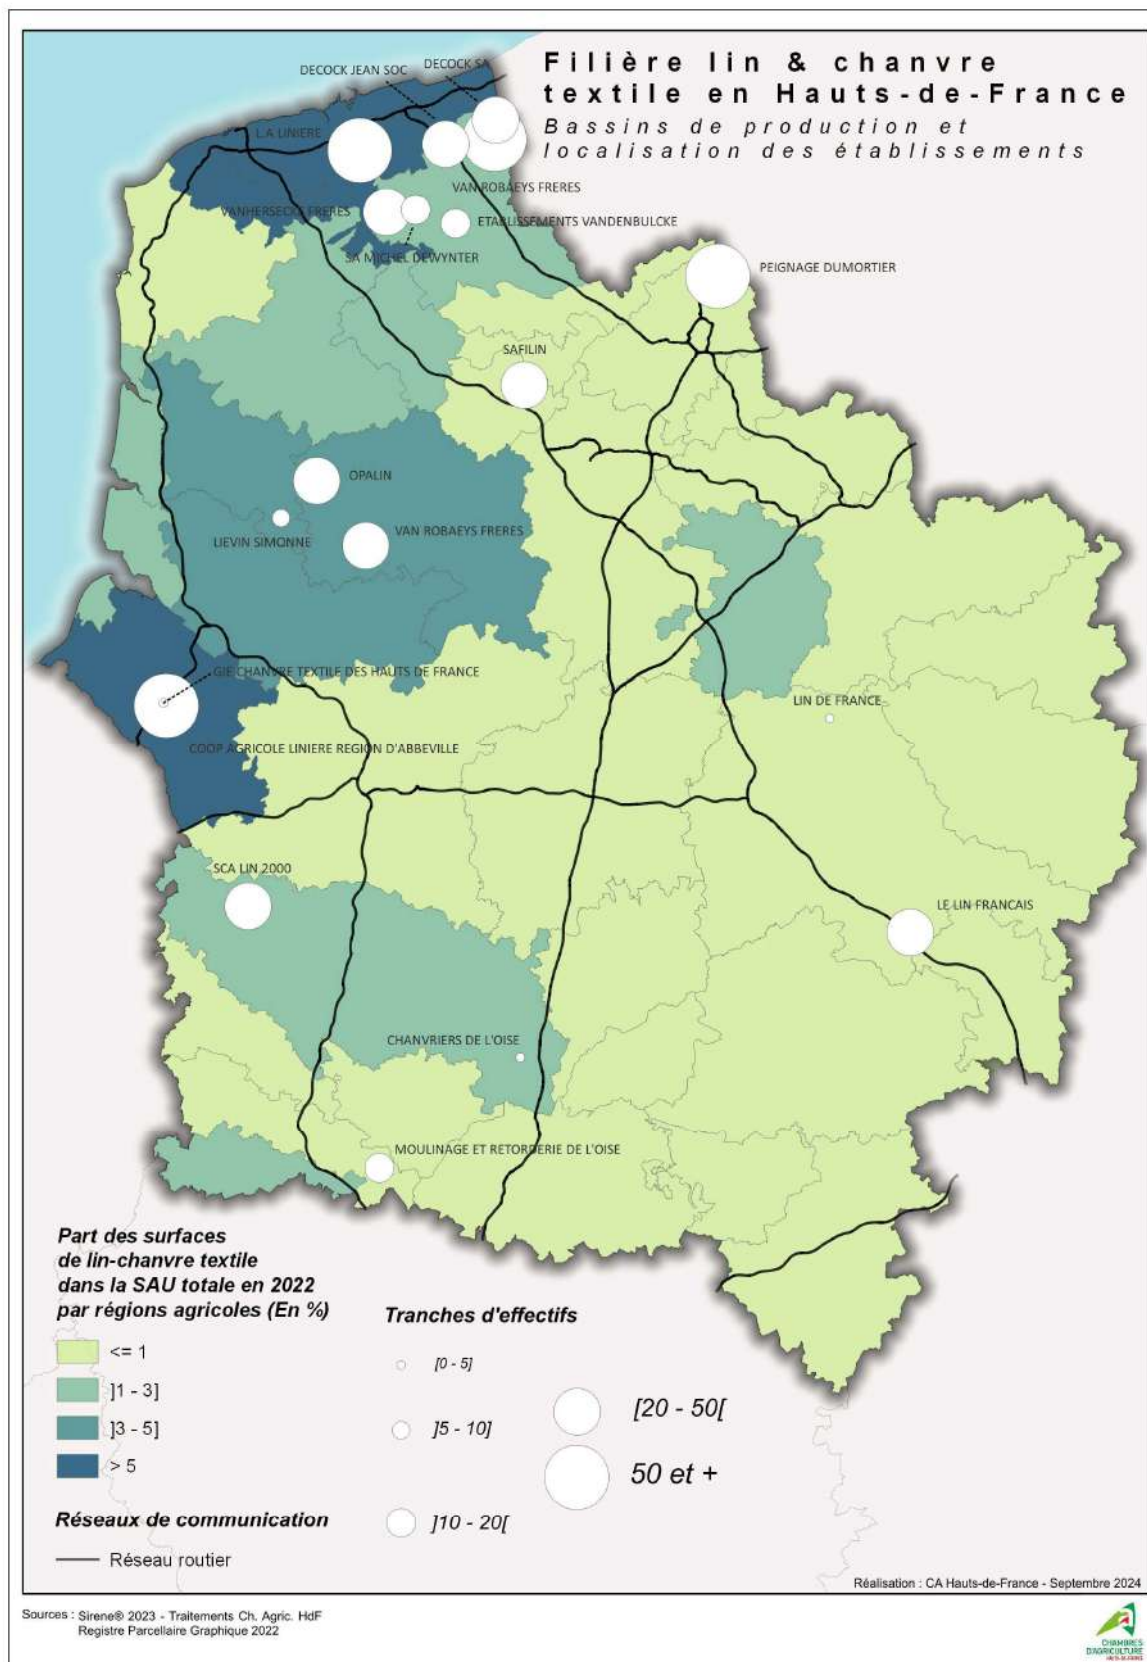 Filière lin & chanvre
textile en Hauts-de-France
Bassins de production et
localisation des établissements
DECOCK JEAN SOC
DECOCK SA
L.A LINIERE
VAN ROBAEYS FRERES
VANHERSECKE FRERES
ETABLISSEMENTS VANDENBULCKE
SA MICHEL DEWYNTER
PEIGNAGE DUMORTIER
SAFILIN
OPALIN
LIEVIN SIMONNE
VAN ROBAEYS FRERES
GIE CHANVRE TEXTILE DES HAUTS DE FRANCE
LIN DE FRANCE
COOP AGRICOLE LINIERE REGION D'ABBEVILLE
SCA LIN 2000
LE LIN FRANCAIS
CHANVRIERS DE L'OISE
MOULINAGE ET RETORDERIE DE L'OISE
Part des surfaces
de lin-chanvre textile
dans la SAU totale en 2022
par régions agricoles (En %)
<= 1
]1 - 3]
]3 - 5]
> 5
Réseaux de communication
Réseau routier
Tranches d'effectifs
[0 - 5]
]5 - 10]
]10 - 20[
[20 - 50[
50 et +
Réalisation : CA Hauts-de-France - Septembre 2024
Sources : Sirene® 2023 - Traitements Ch. Agric. HdF
Registre Parcellaire Graphique 2022
CHAMBRES
D'AGRICULTURE
HAUTS-DE-FRANCE